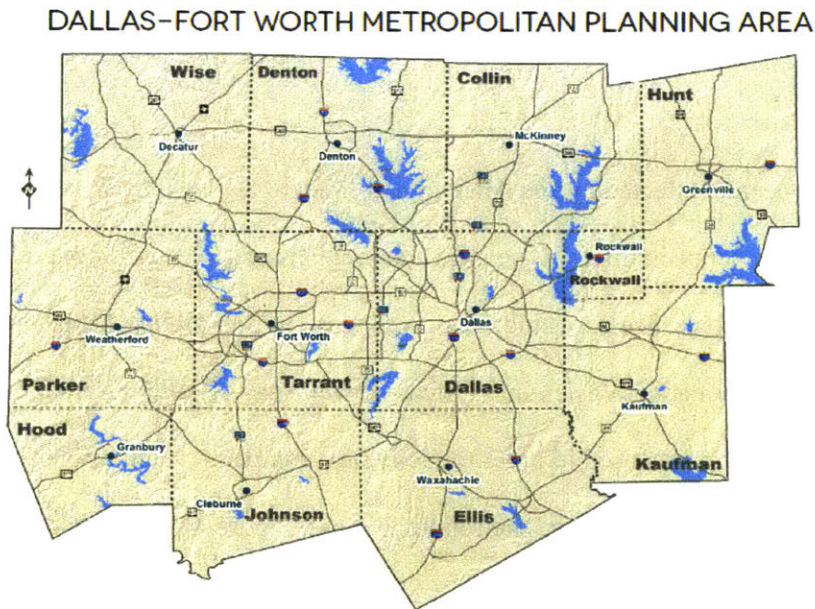 DALLAS–FORT WORTH METROPOLITAN PLANNING AREA
Wise
Denton
Collin
Hunt
Decatur
Denton
McKinney
Greenville
N
Rockwall
Rockwall
Weatherford
Fort Worth
Dallas
Parker
Tarrant
Dallas
Kaufman
Hood
Granbury
Cleburne
Johnson
Waxahachie
Ellis
Kaufman